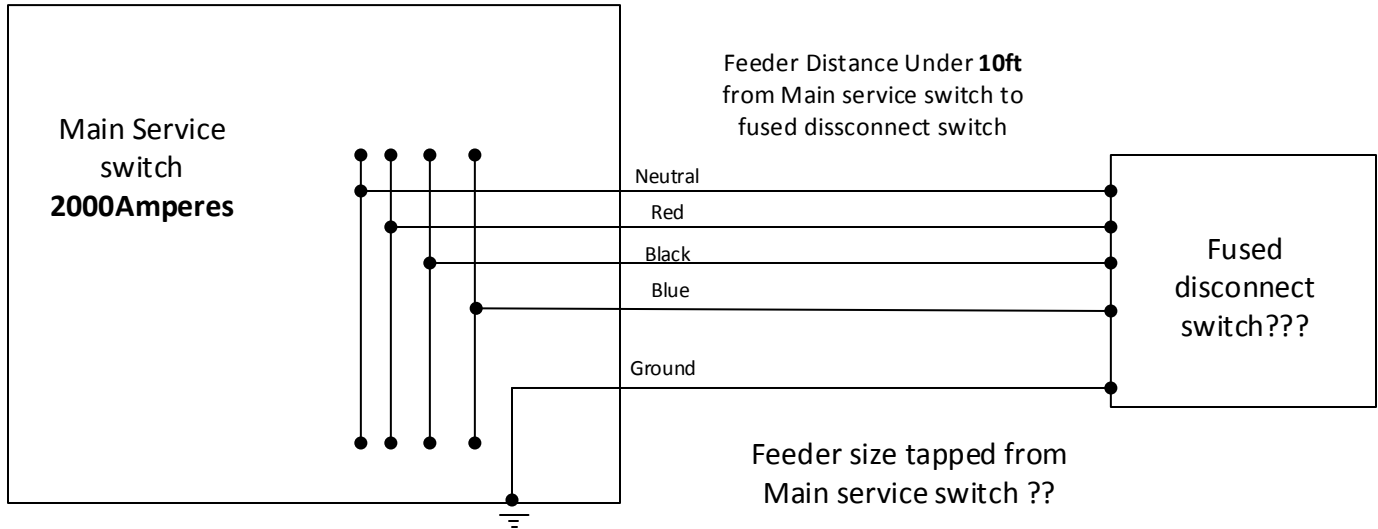 Main Service
switch
2000Amperes
Feeder Distance Under 10ft
from Main service switch to
fused dissconnect switch
Neutral
Red
Black
Blue
Ground
Fused
disconnect
switch???
Feeder size tapped from
Main service switch ??